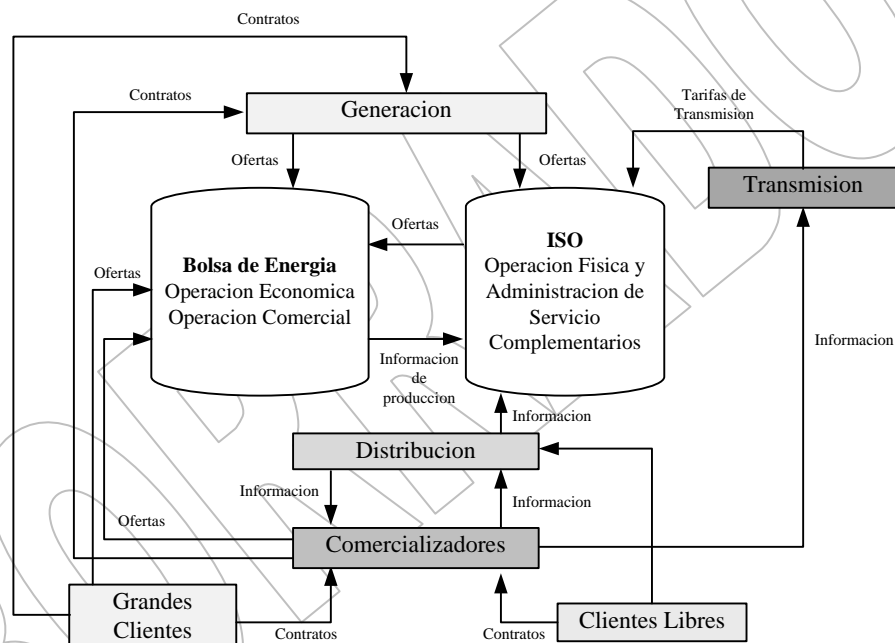 Contratos
Contratos
Generacion
Tarifas de
Transmision
Ofertas
Ofertas
Transmision
Ofertas
Bolsa de Energia
Operacion Economica
Operacion Comercial
ISO
Operacion Fisica y
Administracion de
Servicio
Complementarios
Ofertas
Informacion
de
produccion
Informacion
Informacion
Distribucion
Informacion
Informacion
Ofertas
Comercializadores
Grandes
Clientes
Contratos
Contratos
Clientes Libres